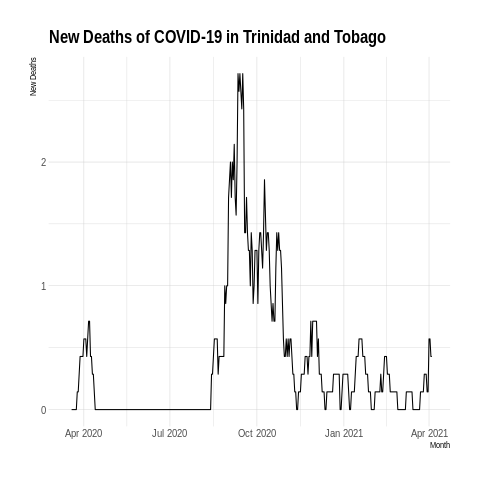 New Deaths of COVID-19 in Trinidad and Tobago
New Deaths
2
1
0
Apr 2020 Jul 2020 Oct 2020 Jan 2021 Apr 2021
Month